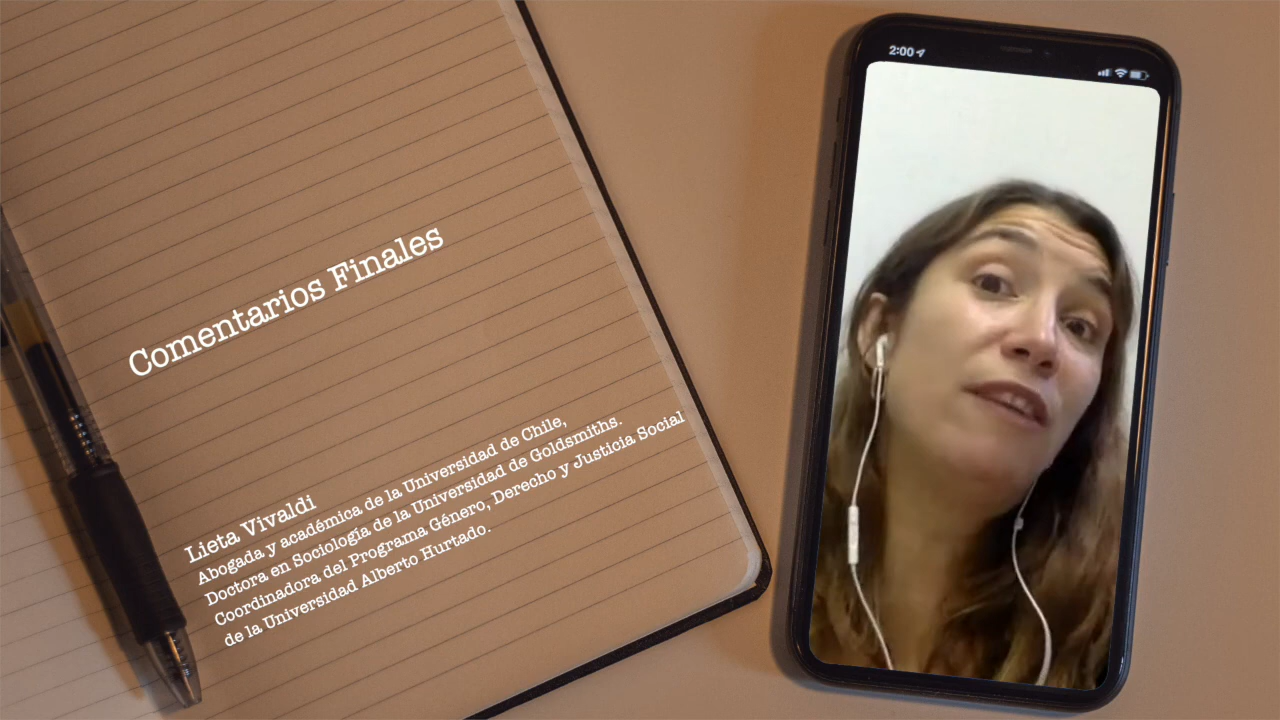 Comentarios Finales
Lieta Vivaldi
Abogada y académica de la Universidad de Chile,
Doctora en Sociología de la Universidad de Goldsmiths.
Coordinadora del Programa Género, Derecho y Justicia Social
de la Universidad Alberto Hurtado.
2:00